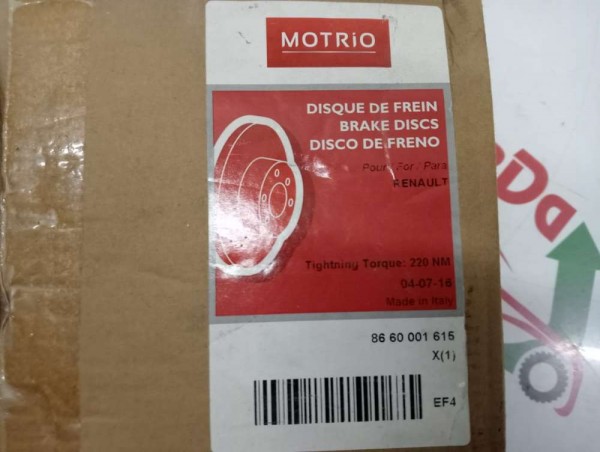 MOTRiO
DISQUE DE FREIN
BRAKE DISCS
DISCO DE FRENO
Pour / For / Para
RENAULT
Tightning Torque: 220 NM
04-07-16
Made in Italy
86 60 001 615
X(1)
EF4